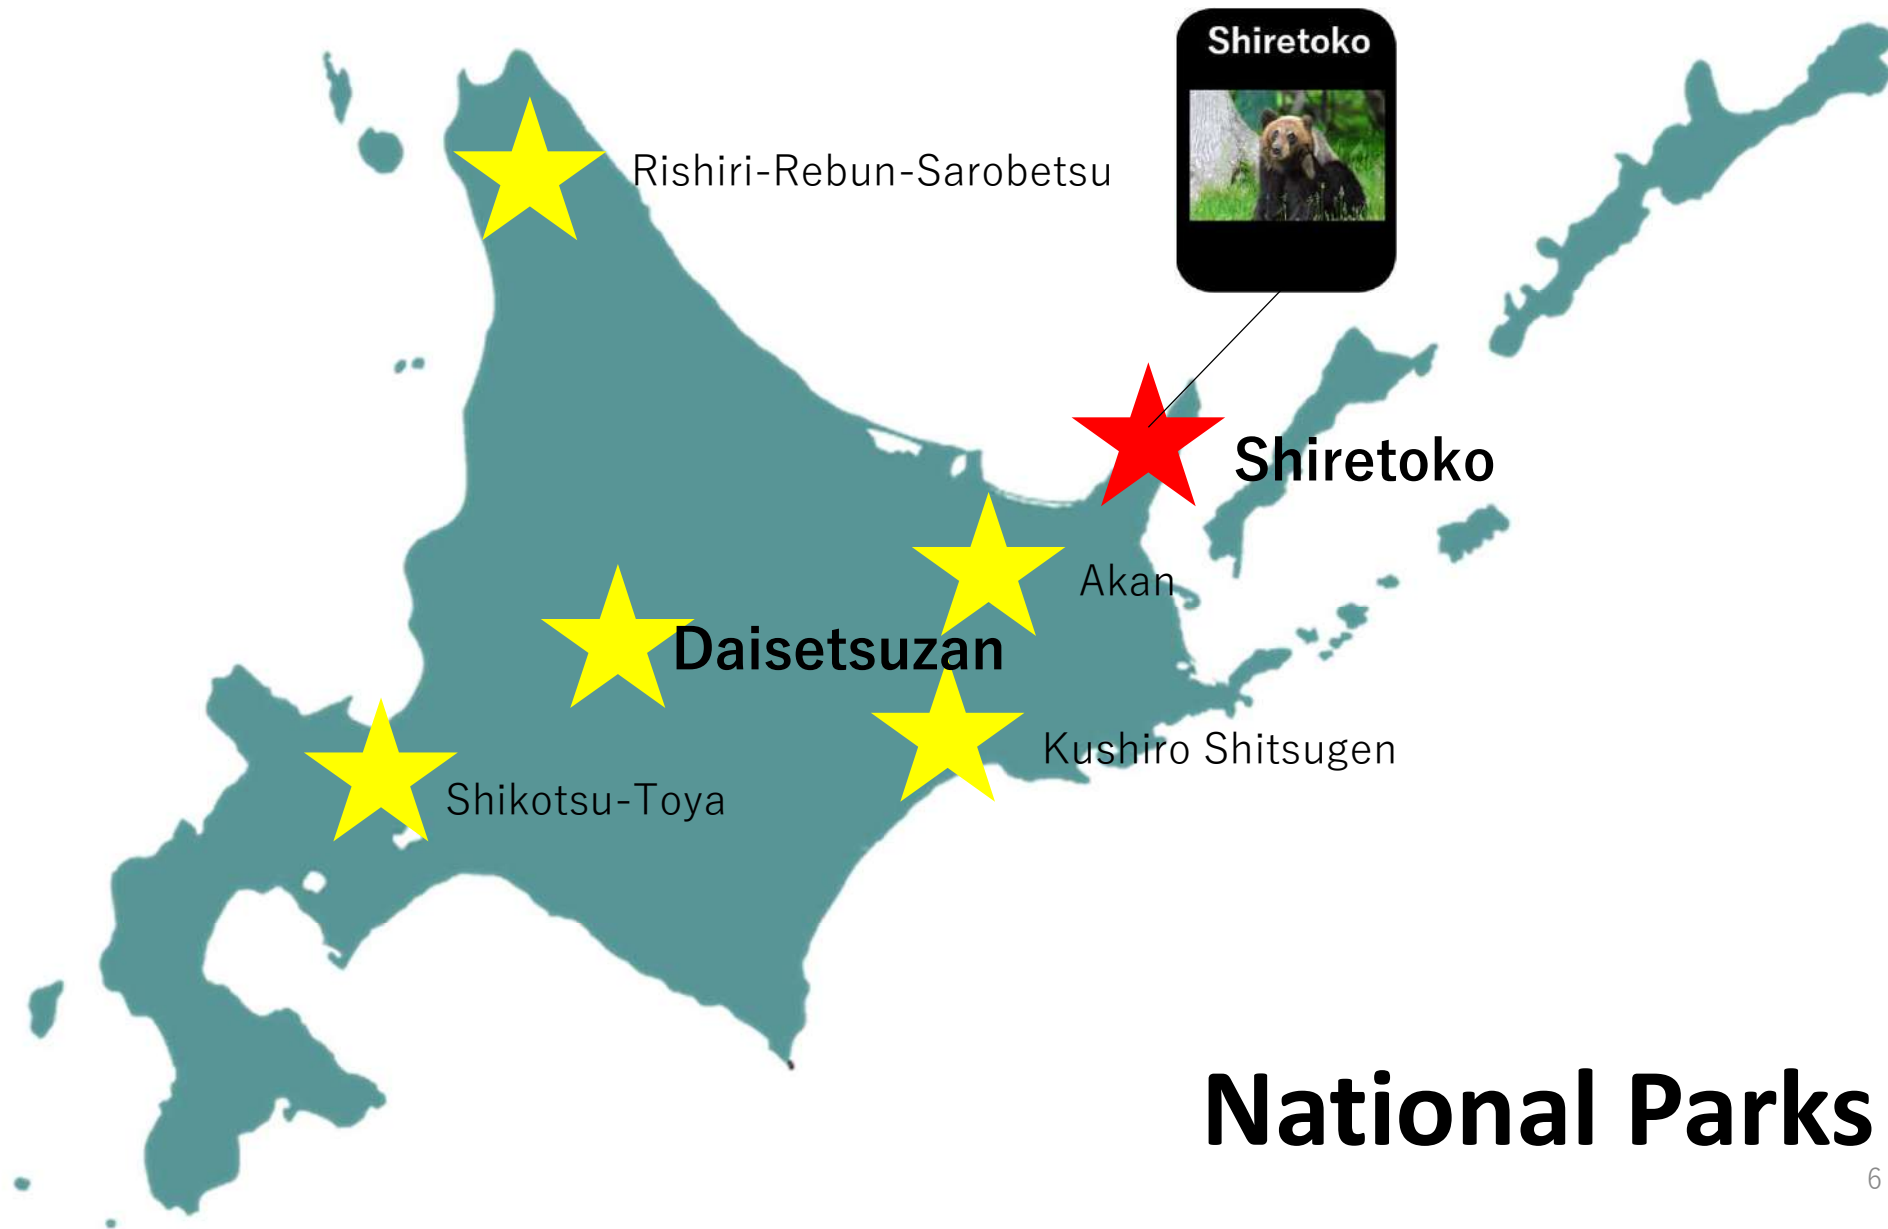 Shiretoko
Rishiri-Rebun-Sarobetsu
Shiretoko
Akan
Daisetsuzan
Kushiro Shitsugen
Shikotsu-Toya
National Parks
6